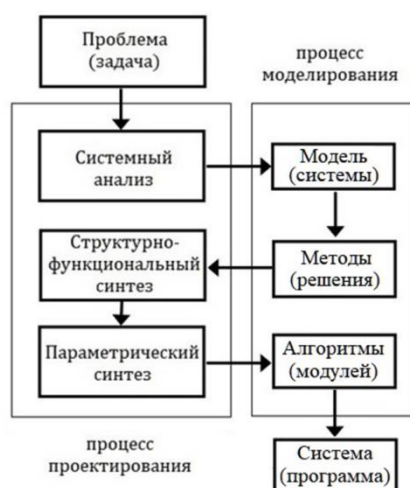 Проблема
(задача)
процесс
моделирования
Системный
анализ
Модель
(системы)
Структурно-
функциональный
синтез
Методы
(решения)
Параметрический
синтез
Алгоритмы
(модулей)
процесс
проектирования
Система
(программа)